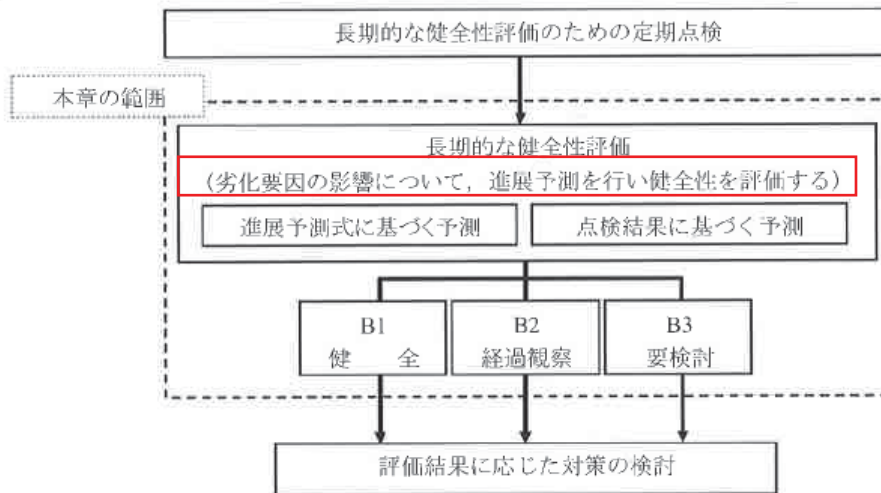 長期的な健全性評価のための定期点検
本章の範囲
長期的な健全性評価
(劣化要因の影響について，進展予測を行い健全性を評価する)
進展予測式に基づく予測
点検結果に基づく予測
B1
健　　全
B2
経過観察
B3
要検討
評価結果に応じた対策の検討